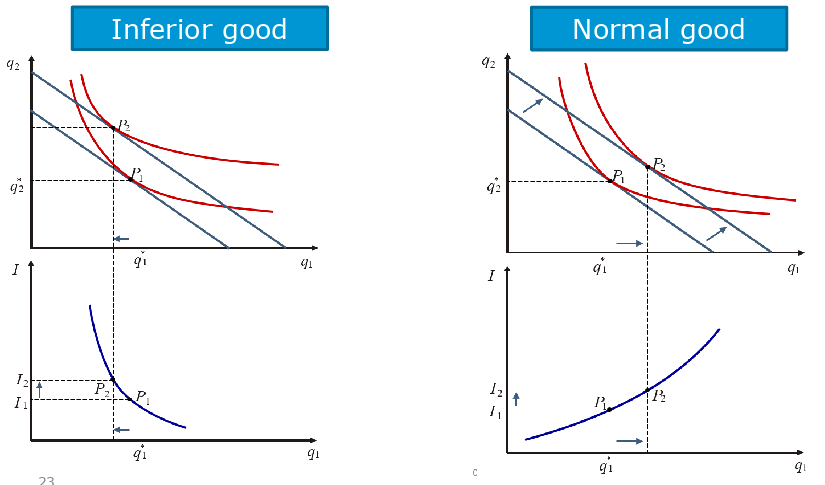 Inferior good
q2
P2
P1
q2*
q1*
q1
I
I2
I1
P2
P1
q1*
q1
23
Normal good
q2
P2
P1
q2*
q1*
q1
I
I2
I1
P1
P2
q1*
q1